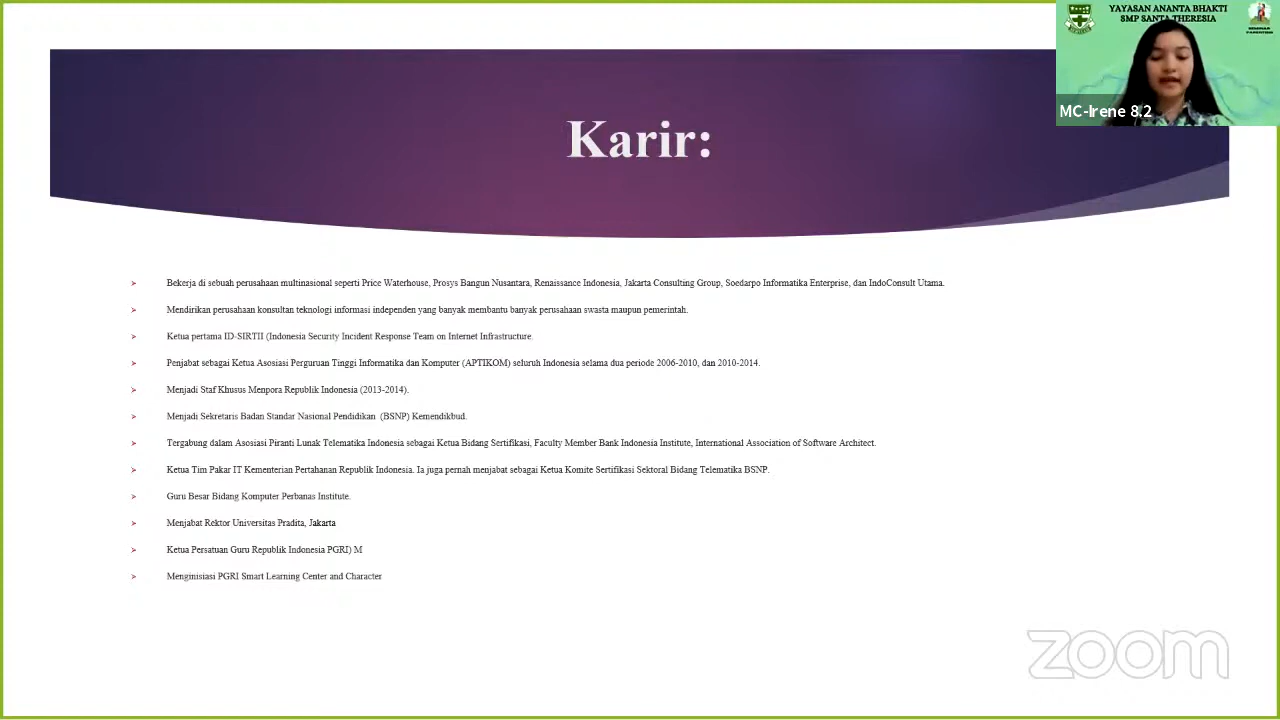 YAYASAN ANANTA BHAKTI
SMP SANTA THERESIA
MC-Irene 8.2
Karir:
➢ Bekerja di sebuah perusahaan multinasional seperti Price Waterhouse, Prosys Bangun Nusantara, Renaissance Indonesia, Jakarta Consulting Group, Soedarpo Informatika Enterprise, dan IndoConsult Utama.
➢ Mendirikan perusahaan konsultan teknologi informasi independen yang banyak membantu banyak perusahaan swasta maupun pemerintah.
➢ Ketua pertama ID-SIRTII (Indonesia Security Incident Response Team on Internet Infrastructure.
➢ Penjabat sebagai Ketua Asosiasi Perguruan Tinggi Informatika dan Komputer (APTIKOM) seluruh Indonesia selama dua periode 2006-2010, dan 2010-2014.
➢ Menjadi Staf Khusus Menpora Republik Indonesia (2013-2014).
➢ Menjadi Sekretaris Badan Standar Nasional Pendidikan (BSNP) Kemendikbud.
➢ Tergabung dalam Asosiasi Piranti Lunak Telematika Indonesia sebagai Ketua Bidang Sertifikasi, Faculty Member Bank Indonesia Institute, International Association of Software Architect.
➢ Ketua Tim Pakar IT Kementerian Pertahanan Republik Indonesia. Ia juga pernah menjabat sebagai Ketua Komite Sertifikasi Sektoral Bidang Telematika BSNP.
➢ Guru Besar Bidang Komputer Perbanas Institute.
➢ Menjabat Rektor Universitas Pradita, Jakarta
➢ Ketua Persatuan Guru Republik Indonesia PGRI) M
➢ Menginisiasi PGRI Smart Learning Center and Character
zoom